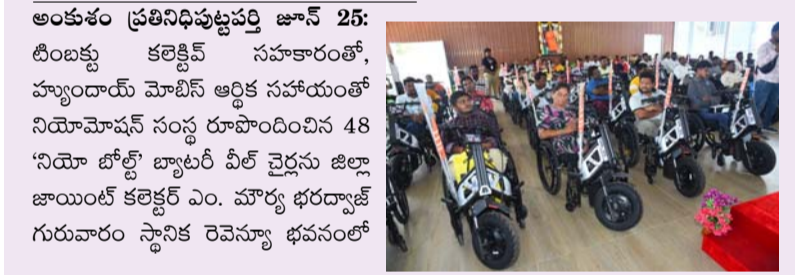 అంకుశం ప్రతినిధిపుట్టపర్తి జూన్ 25:
టింబక్టు కలెక్టివ్ సహకారంతో,
హ్యుందాయ్ మోబిస్ ఆర్థిక సహాయంతో
నియోమోషన్ సంస్థ రూపొందించిన 48
‘నియో బోల్ట్’ బ్యాటరీ వీల్ చైర్లను జిల్లా
జాయింట్ కలెక్టర్ ఎం. మౌర్య భరద్వాజ్
గురువారం స్థానిక రెవెన్యూ భవనంలో